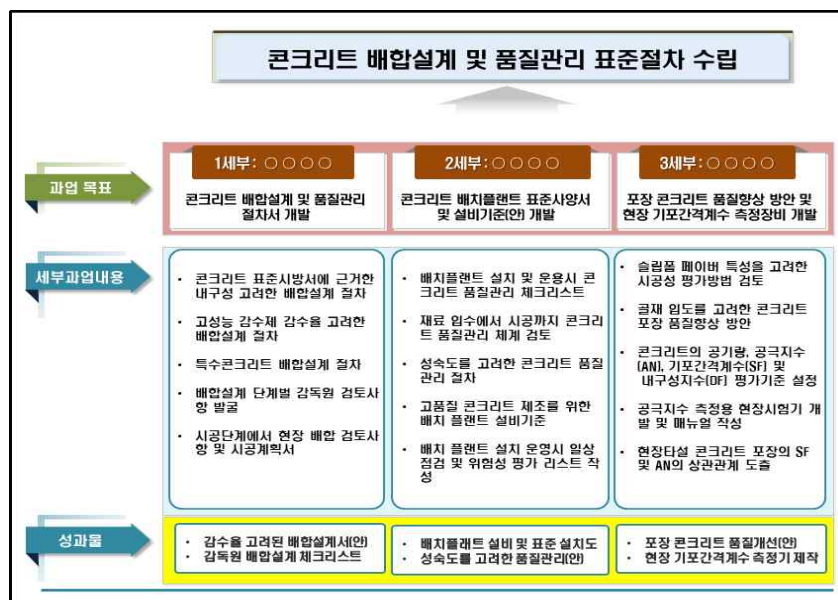 콘크리트 배합설계 및 품질관리 표준절차 수립
과업 목표
1세부: ○○○○
콘크리트 배합설계 및 품질관리
절차서 개발
2세부: ○○○○
콘크리트 배치플랜트 표준사양서
및 설비기준(안) 개발
3세부: ○○○○
포장 콘크리트 품질향상 방안 및
현장 기포간격계수 측정장비 개발
세부과업내용
• 콘크리트 표준시방서에 근거한
내구성 고려한 배합설계 절차
• 고성능 감수제 감수율 고려한
배합설계 절차
• 특수콘크리트 배합설계 절차
• 배합설계 단계별 감독원 검토사
항 발굴
• 시공단계에서 현장 배합 검토사
항 및 시공계획서
• 배치플랜트 설치 및 운용시 콘
크리트 품질관리 체크리스트
• 재료 입수에서 시공까지 콘크리
트 품질관리 체계 검토
• 성숙도를 고려한 콘크리트 품질
관리 절차
• 고품질 콘크리트 제조를 위한
배치 플랜트 설비기준
• 배치 플랜트 설치 운영시 일상
점검 및 위험성 평가 리스트 작
성
• 슬립폼 페이버 특성을 고려한
시공성 평가방법 검토
• 골재 입도를 고려한 콘크리트
포장 품질향상 방안
• 콘크리트의 공기량, 공극지수
(AN), 기포간격계수(SF) 및
내구성지수(DF) 평가기준 설정
• 공극지수 측정용 현장시험기 개
발 및 매뉴얼 작성
• 현장타설 콘크리트 포장의 SF
및 AN의 상관관계 도출
성과물
• 감수율 고려된 배합설계서(안)
• 감독원 배합설계 체크리스트
• 배치플래트 설비 및 표준 설치도
• 성숙도를 고려한 품질관리(안)
• 포장 콘크리트 품질개선(안)
• 현장 기포간격계수 측정기 제작